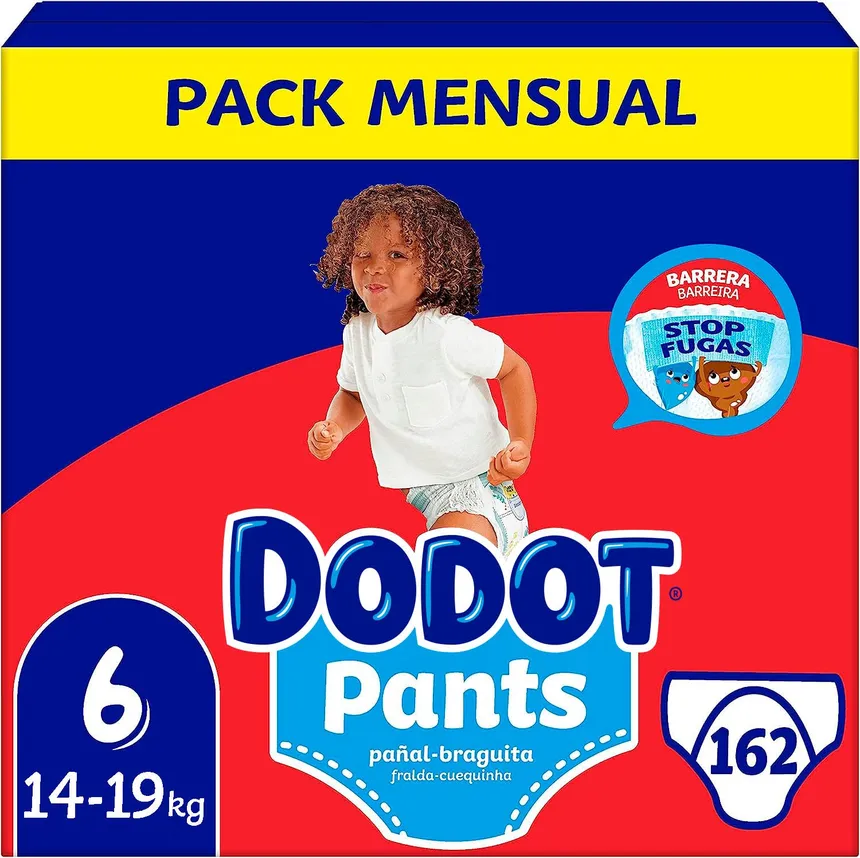 PACK MENSUAL
BARRERA
BARREIRA
STOP
FUGAS
DODOT®
Pants
pañal-braguita
fralda-cuequinha
6
14-19kg
162